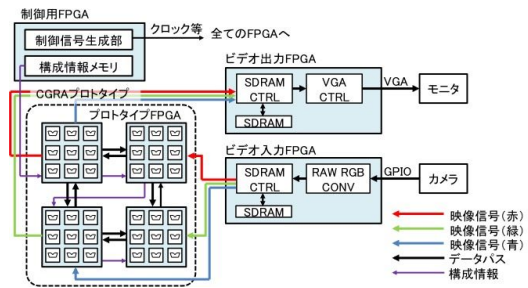 制御用FPGA
制御信号生成部
構成情報メモリ
クロック等
全てのFPGAへ
CGRAプロトタイプ
プロトタイプFPGA
ビデオ出力FPGA
SDRAM
CTRL
VGA
CTRL
SDRAM
VGA
モニタ
ビデオ入力FPGA
SDRAM
CTRL
RAW RGB
CONV
SDRAM
GPIO
カメラ
映像信号(赤)
映像信号(緑)
映像信号(青)
データパス
構成情報